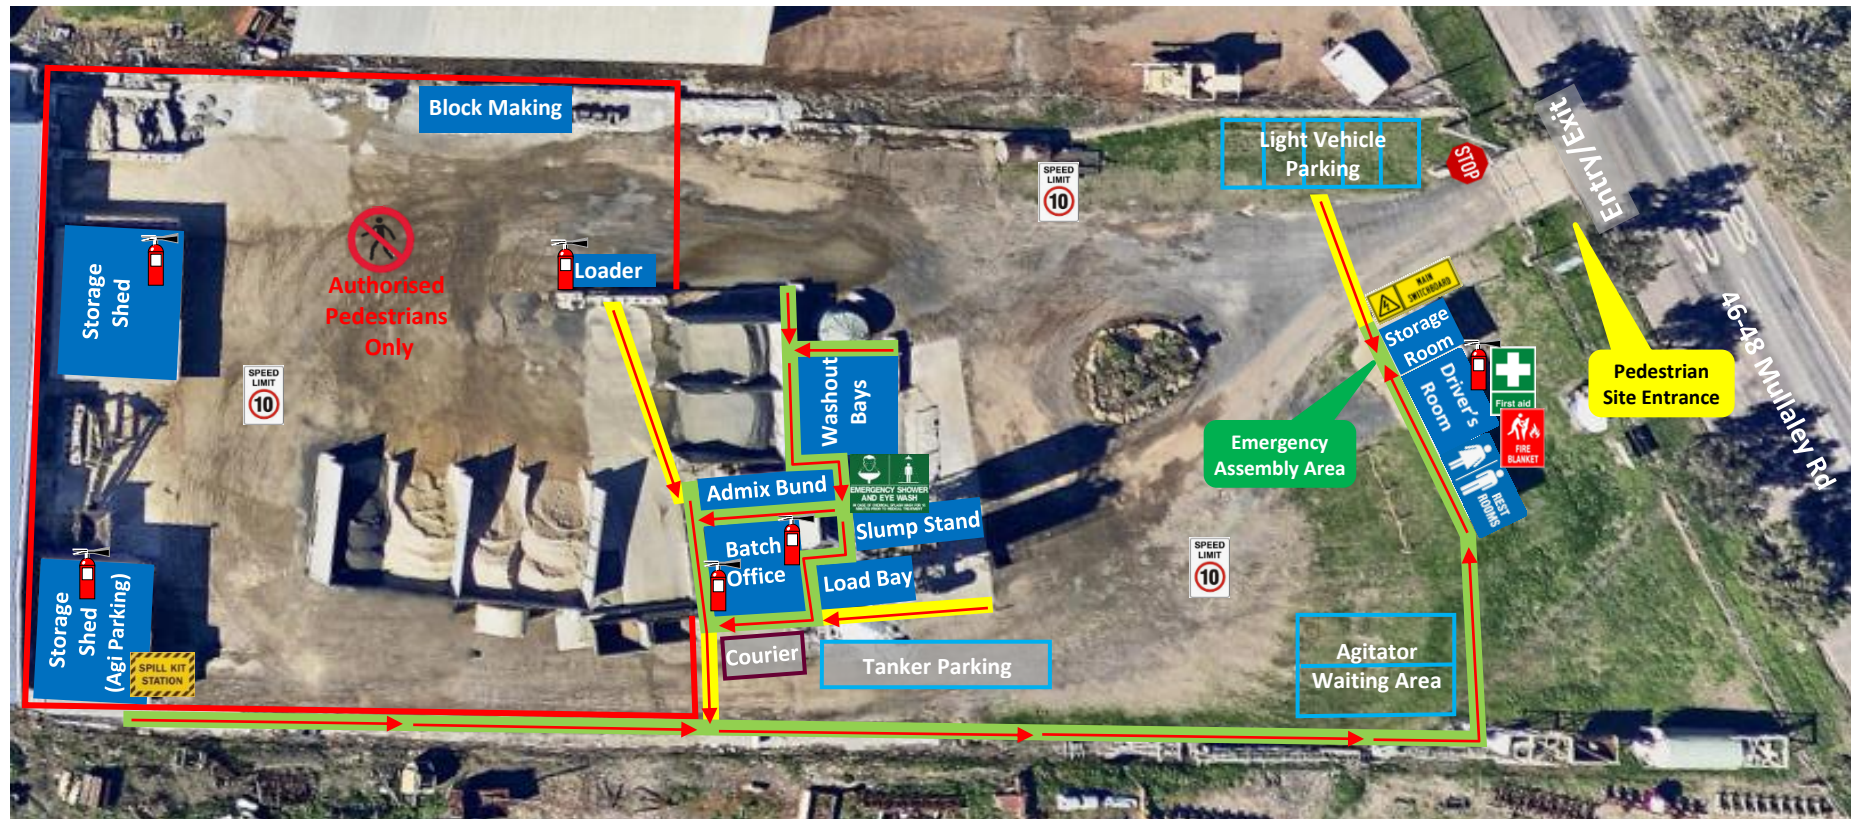 Block Making
Light Vehicle
Parking
STOP
Entry/Exit
SPEED
LIMIT
10
Storage
Shed
Authorised
Pedestrians
Only
Loader
MAIN
SWITCHBOARD
46-48 Mullaley Rd
Storage
Room
Driver's
Room
First aid
FIRE
BLANKET
REST
ROOMS
Pedestrian
Site Entrance
SPEED
LIMIT
10
Washout
Bays
Emergency
Assembly Area
Admix Bund
EMERGENCY SHOWER
AND EYE WASH
Slump Stand
Batch
Office
Load Bay
SPEED
LIMIT
10
Storage
Shed
(Agi Parking)
SPILL KIT
STATION
Courier
Tanker Parking
Agitator
Waiting Area